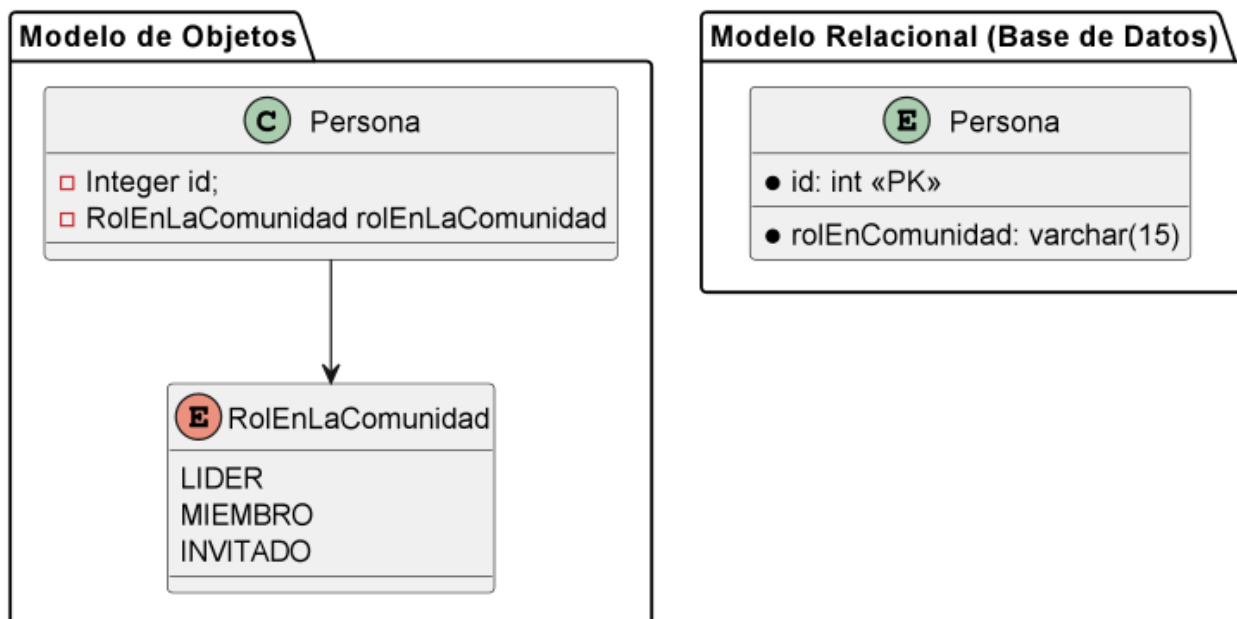 Modelo de Objetos
C Persona
Integer id;
RolEnLaComunidad rolEnLaComunidad
E RolEnLaComunidad
LIDER
MIEMBRO
INVITADO
Modelo Relacional (Base de Datos)
E Persona
id: int «PK»
rolEnComunidad: varchar(15)